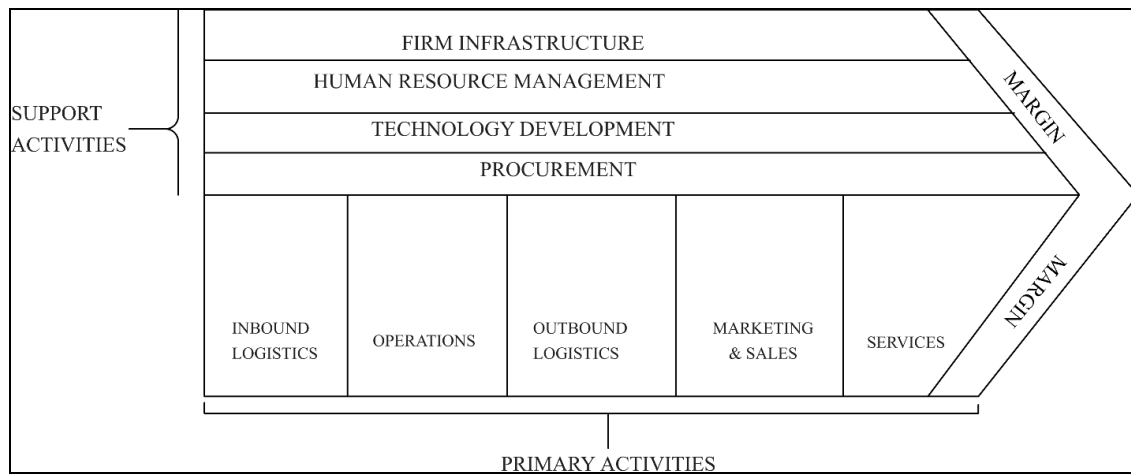 FIRM INFRASTRUCTURE
HUMAN RESOURCE MANAGEMENT
TECHNOLOGY DEVELOPMENT
PROCUREMENT
SUPPORT
ACTIVITIES
MARGIN
MARGIN
INBOUND
LOGISTICS
OPERATIONS
OUTBOUND
LOGISTICS
MARKETING
& SALES
SERVICES
PRIMARY ACTIVITIES